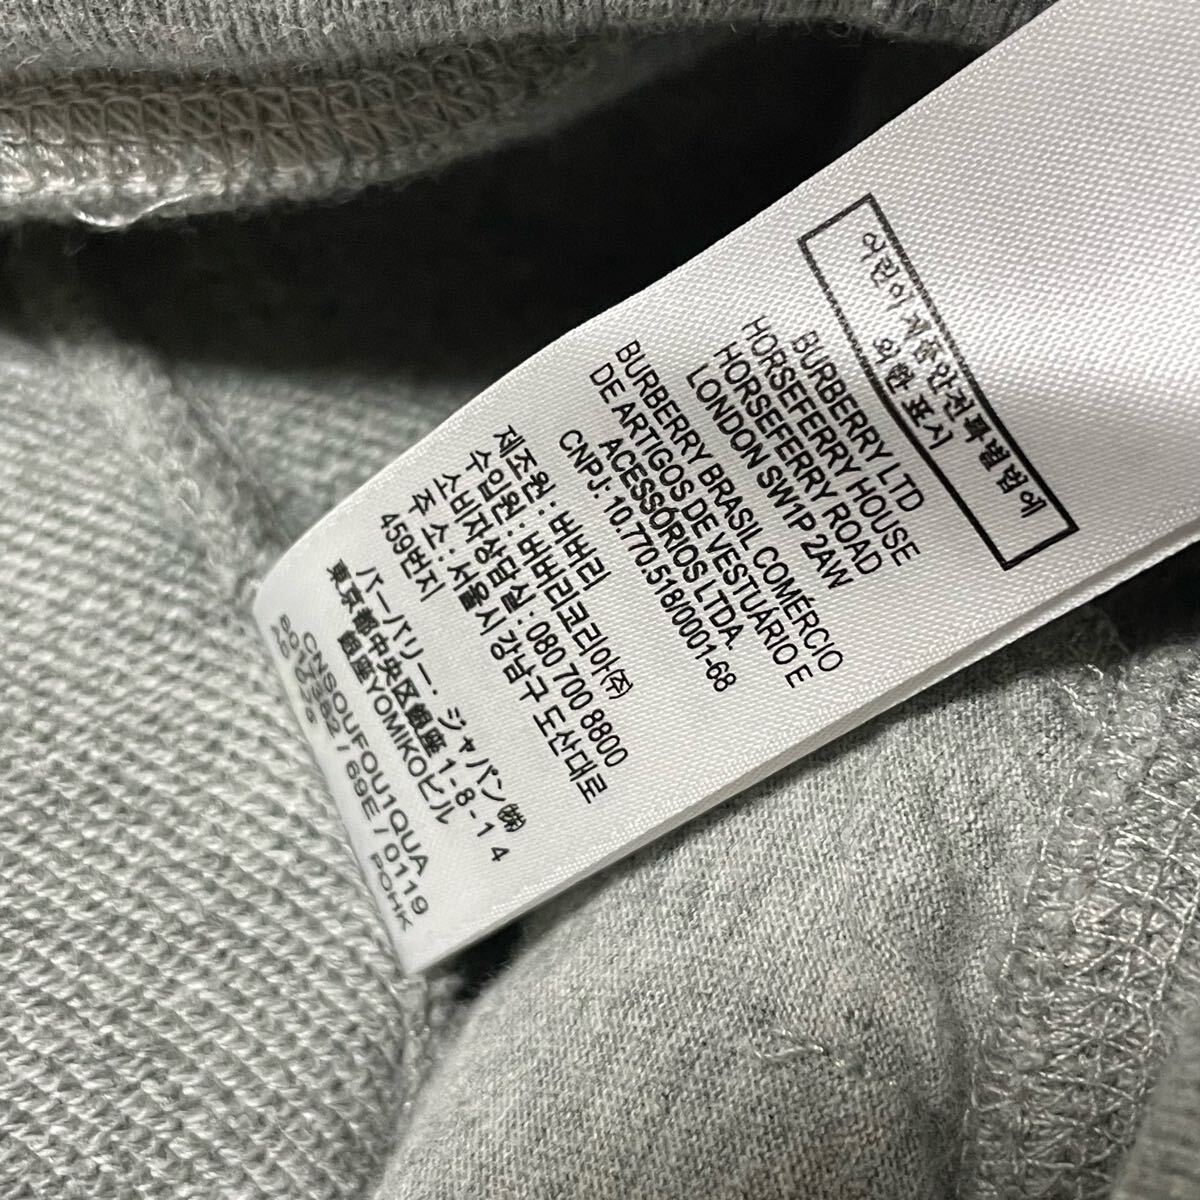 어린이제품안전특별법에
의한 표시
BURBERRY LTD
HORSEFERRY HOUSE
HORSEFERRY ROAD
LONDON SW1P 2AW
BURBERRY BRASIL COMÉRCIO
DE ARTIGOS DE VESTUÁRIO E
ACESSÓRIOS LTDA.
CNPJ: 10.770.518/0001-68
제조원 : 버버리
수입원 : 버버리코리아(주)
소비자상담실 : 080 700 8800
주 소 : 서울시 강남구 도산대로
459번지
バーバリー・ジャパン㈱
東京都中央区銀座 1-8-14
銀座YOMIKOビル
CNSOUFOU1QUA
/ 69E / 0119
POHK